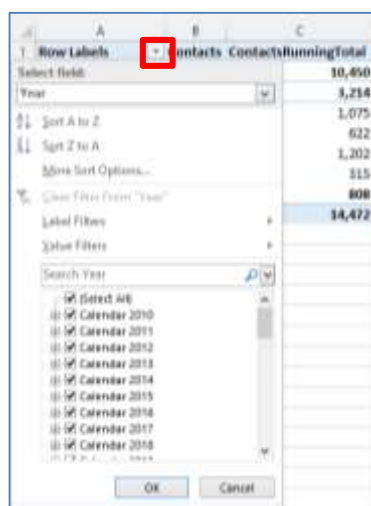 A B C
1 Row Labels Contacts ContactsRunningTotal
Select field: 10,450
Year 3,214
1,075
Sort A to Z 622
Sort Z to A 1,202
More Sort Options... 315
Clear Filter From "Year" 808
Label Filters 14,472
Value Filters
Search Year
(Select All)
Calendar 2010
Calendar 2011
Calendar 2012
Calendar 2013
Calendar 2014
Calendar 2015
Calendar 2016
Calendar 2017
Calendar 2018
OK Cancel